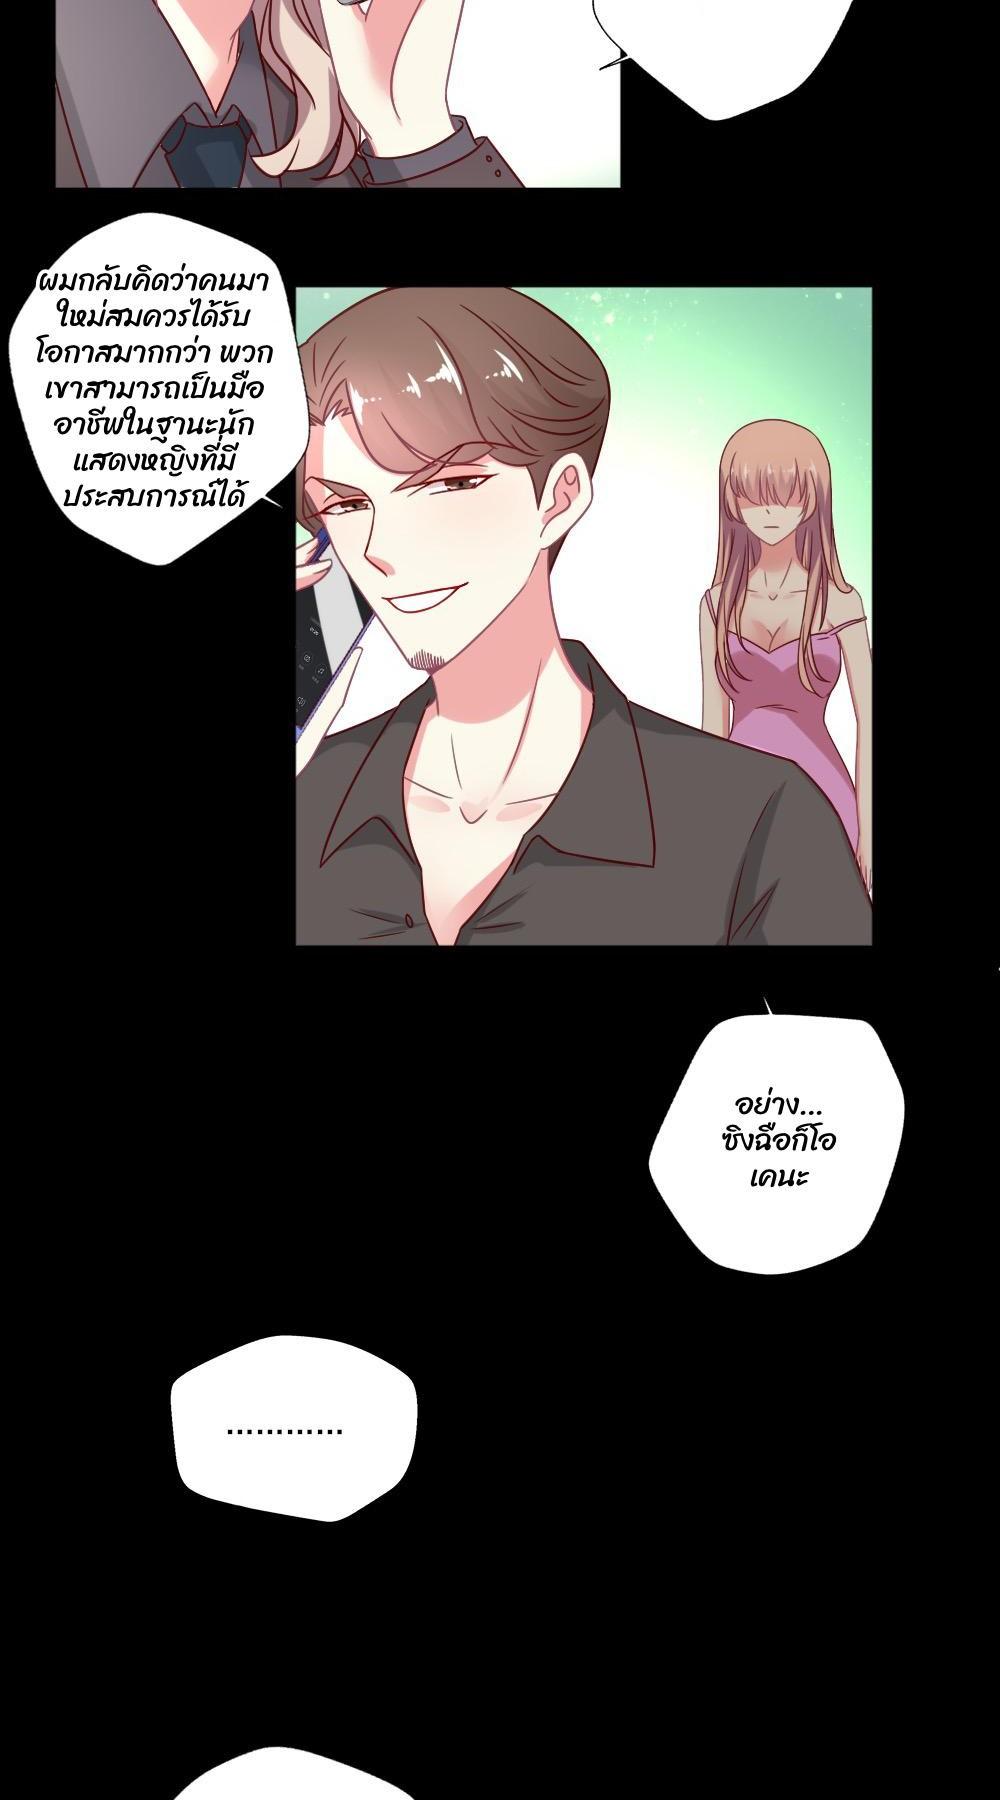 ผมกลับคิดว่าคนมา
ใหม่สมควรได้รับ
โอกาสมากกว่า พวก
เขาสามารถเป็นมือ
อาชีพในฐานะนัก
แสดงหญิงที่มี
ประสบการณ์ได้
อย่าง...
ซิงฉือก็โอ
เคนะ
............